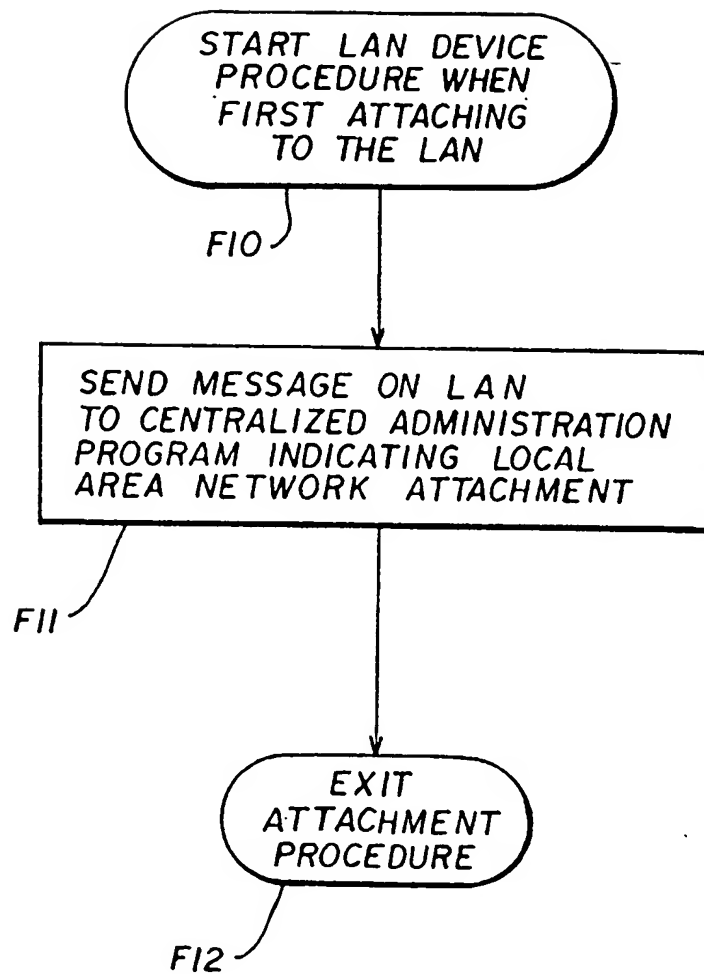 START LAN DEVICE
PROCEDURE WHEN
FIRST ATTACHING
TO THE LAN
F10
SEND MESSAGE ON LAN
TO CENTRALIZED ADMINISTRATION
PROGRAM INDICATING LOCAL
AREA NETWORK ATTACHMENT
F11
EXIT
ATTACHMENT
PROCEDURE
F12